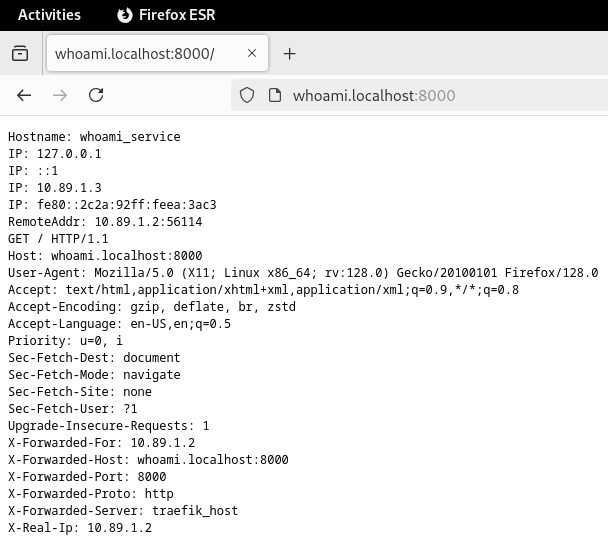 Activities Firefox ESR
whoami.localhost:8000/
whoami.localhost:8000
Hostname: whoami_service
IP: 127.0.0.1
IP: ::1
IP: 10.89.1.3
IP: fe80::2c2a:92ff:feea:3ac3
RemoteAddr: 10.89.1.2:56114
GET / HTTP/1.1
Host: whoami.localhost:8000
User-Agent: Mozilla/5.0 (X11; Linux x86_64; rv:128.0) Gecko/20100101 Firefox/128.0
Accept: text/html,application/xhtml+xml,application/xml;q=0.9,*/*;q=0.8
Accept-Encoding: gzip, deflate, br, zstd
Accept-Language: en-US,en;q=0.5
Priority: u=0, i
Sec-Fetch-Dest: document
Sec-Fetch-Mode: navigate
Sec-Fetch-Site: none
Sec-Fetch-User: ?1
Upgrade-Insecure-Requests: 1
X-Forwarded-For: 10.89.1.2
X-Forwarded-Host: whoami.localhost:8000
X-Forwarded-Port: 8000
X-Forwarded-Proto: http
X-Forwarded-Server: traefik_host
X-Real-Ip: 10.89.1.2